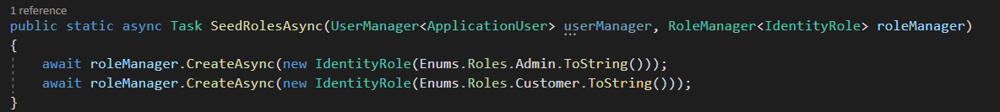 1 reference
public static async Task SeedRolesAsync(UserManager<ApplicationUser> userManager, RoleManager<IdentityRole> roleManager)
{
    await roleManager.CreateAsync(new IdentityRole(Enums.Roles.Admin.ToString()));
    await roleManager.CreateAsync(new IdentityRole(Enums.Roles.Customer.ToString()));
}